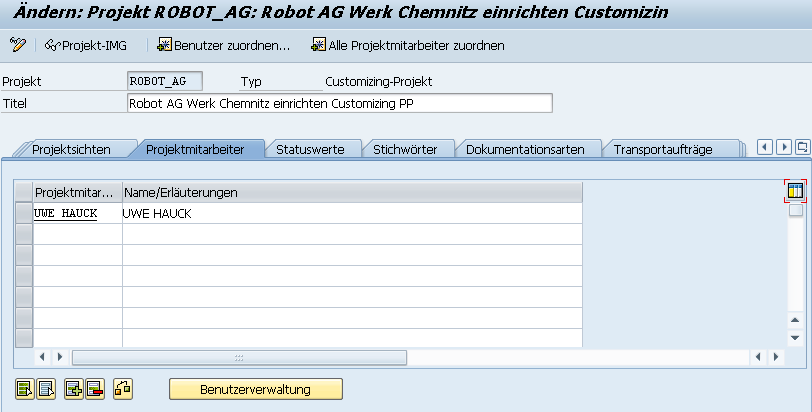 Ändern: Projekt ROBOT_AG: Robot AG Werk Chemnitz einrichten Customizin
Projekt-IMG Benutzer zuordnen... Alle Projektmitarbeiter zuordnen
Projekt ROBOT_AG Typ Customizing-Projekt
Titel Robot AG Werk Chemnitz einrichten Customizing PP
Projektsichten Projektmitarbeiter Statuswerte Stichwörter Dokumentationsarten Transportaufträge
Projektmitar... Name/Erläuterungen
UWE HAUCK UWE HAUCK
Benutzerverwaltung